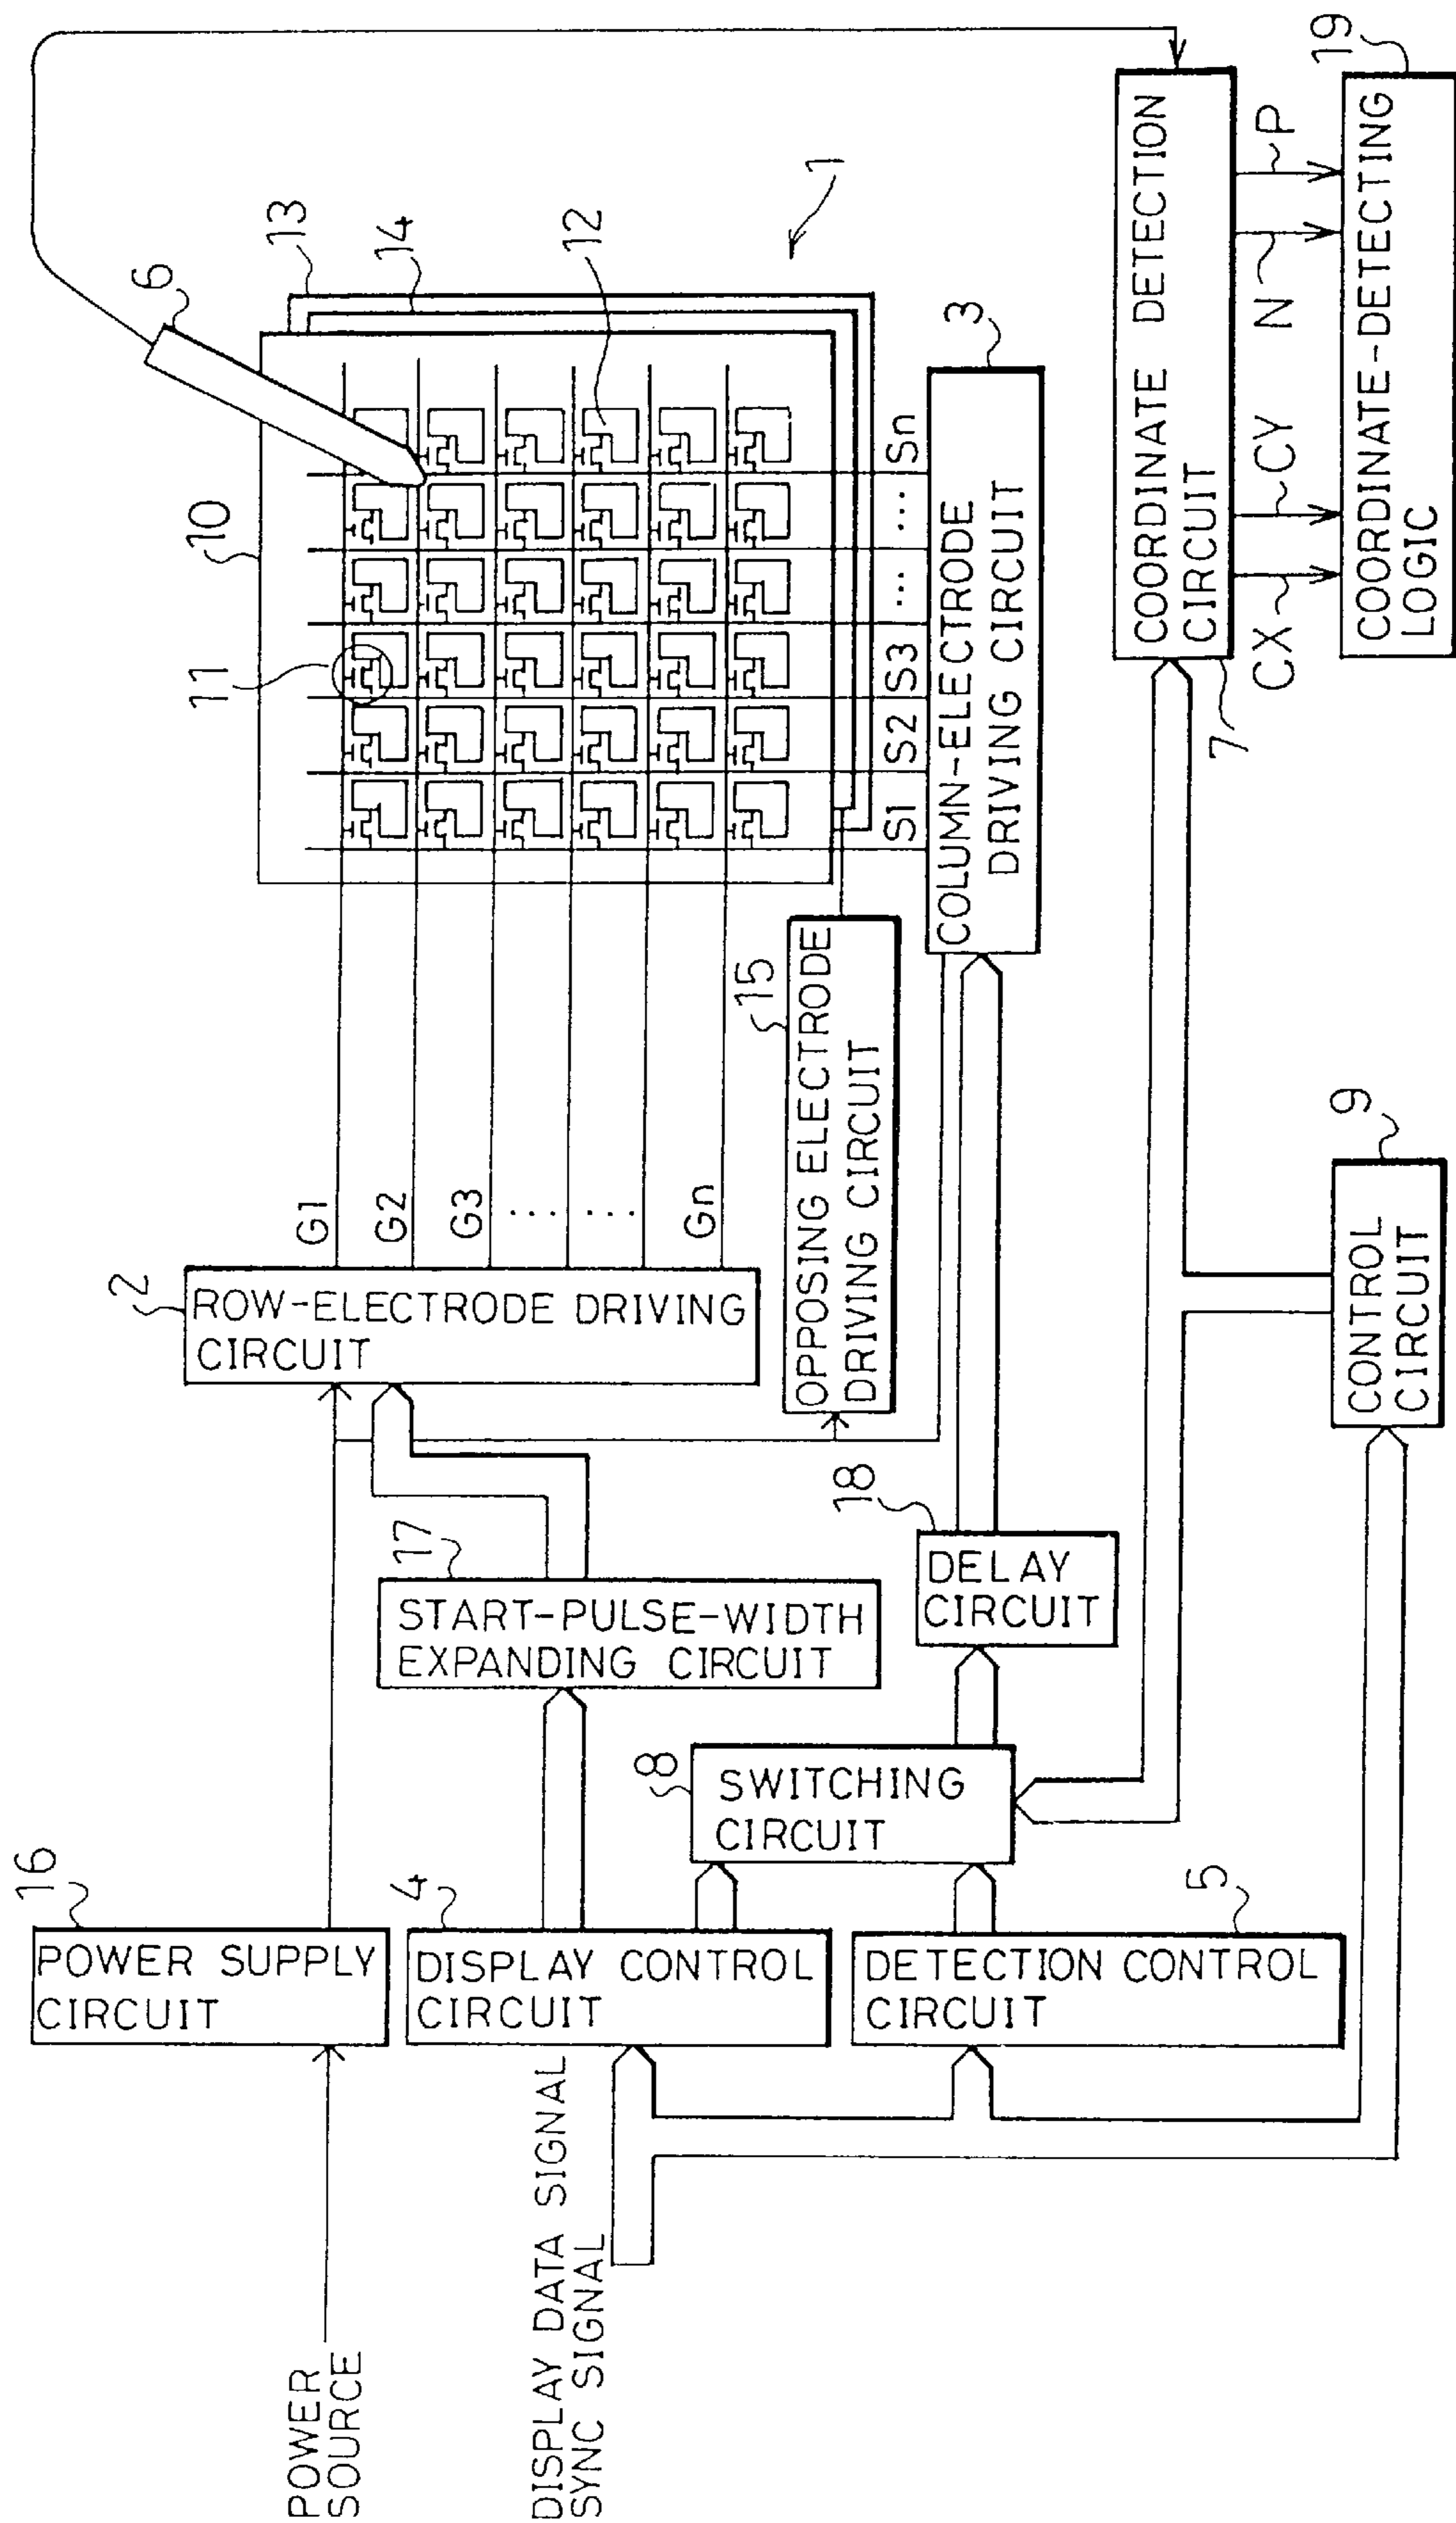 POWER
SOURCE
16
POWER SUPPLY
CIRCUIT
DISPLAY DATA SIGNAL
SYNC SIGNAL
4
DISPLAY CONTROL
CIRCUIT
5
DETECTION CONTROL
CIRCUIT
8
SWITCHING
CIRCUIT
17
START-PULSE-WIDTH
EXPANDING CIRCUIT
18
DELAY
CIRCUIT
2
ROW-ELECTRODE DRIVING
CIRCUIT
G1
G2
G3
.....
.....
Gn
15
OPPOSING ELECTRODE
DRIVING CIRCUIT
9
CONTROL
CIRCUIT
10
11
6
13
14
12
1
S1 S2 S3 ... ... Sn
3
COLUMN-ELECTRODE
DRIVING CIRCUIT
7
COORDINATE DETECTION
CIRCUIT
CX CY N P
19
COORDINATE-DETECTING
LOGIC